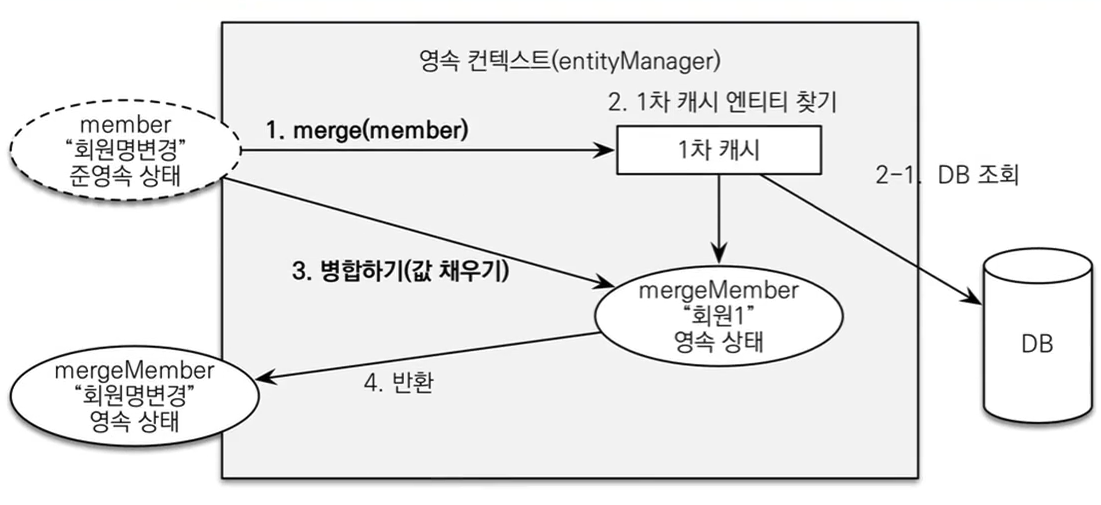 영속 컨텍스트(entityManager)
2. 1차 캐시 엔티티 찾기
member
“회원명변경”
준영속 상태
1. merge(member)
1차 캐시
2-1. DB 조회
3. 병합하기(값 채우기)
mergeMember
“회원1”
영속 상태
DB
mergeMember
“회원명변경”
영속 상태
4. 반환